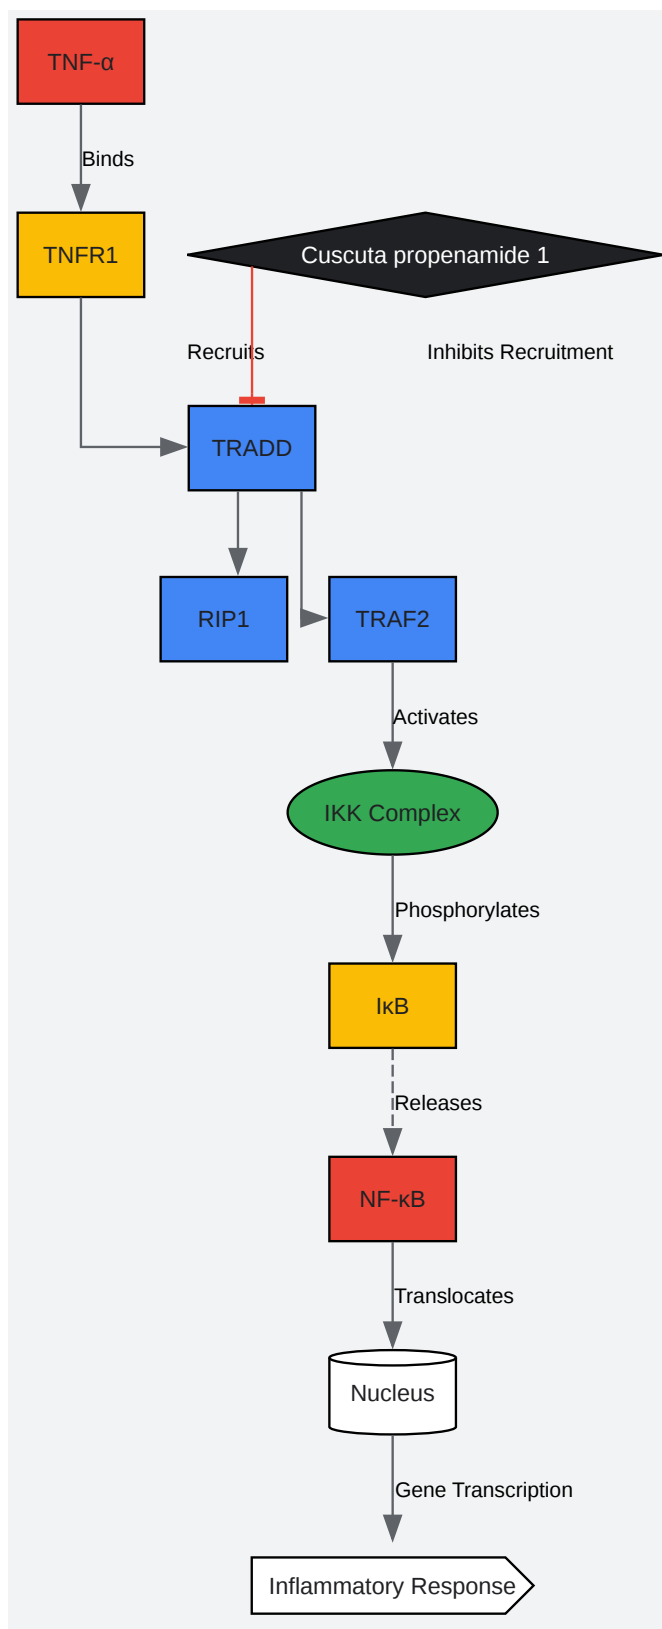 TNF-α
Binds
TNFR1
Cuscuta propenamide 1
Recruits
Inhibits Recruitment
TRADD
RIP1
TRAF2
Activates
IKK Complex
Phosphorylates
IκB
Releases
NF-κB
Translocates
Nucleus
Gene Transcription
Inflammatory Response